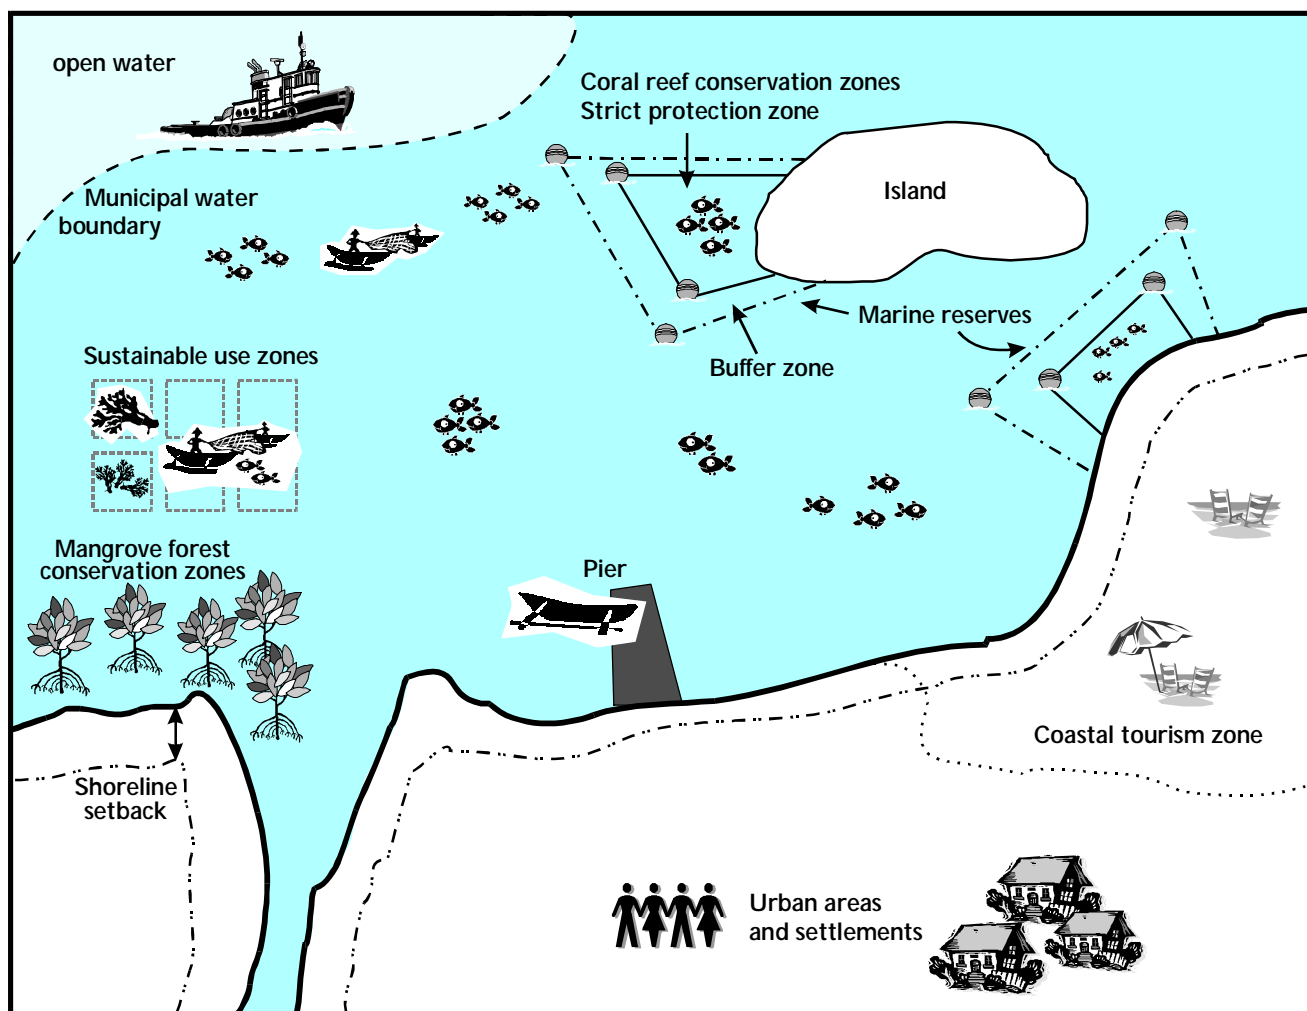 open water
Coral reef conservation zones
Strict protection zone
Island
Municipal water
boundary
Marine reserves
Sustainable use zones
Buffer zone
Mangrove forest
conservation zones
Pier
Coastal tourism zone
Shoreline
setback
Urban areas
and settlements